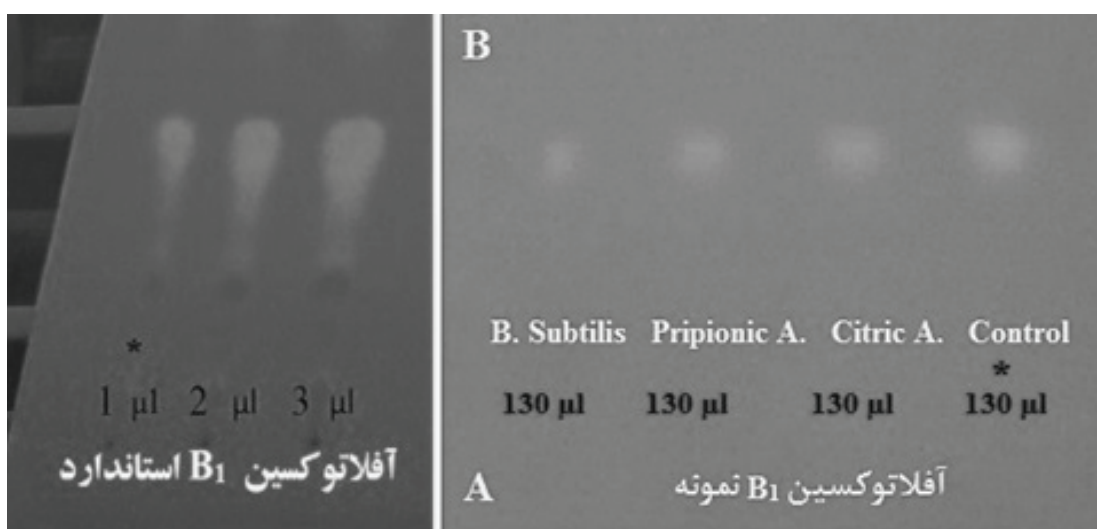 *
1 µl 2 µl 3 µl
آفلاتوکسین B1 استاندارد
B
B. Subtilis Pripionic A. Citric A. Control
*
130 µl 130 µl 130 µl 130 µl
A
آفلاتوکسین B1 نمونه